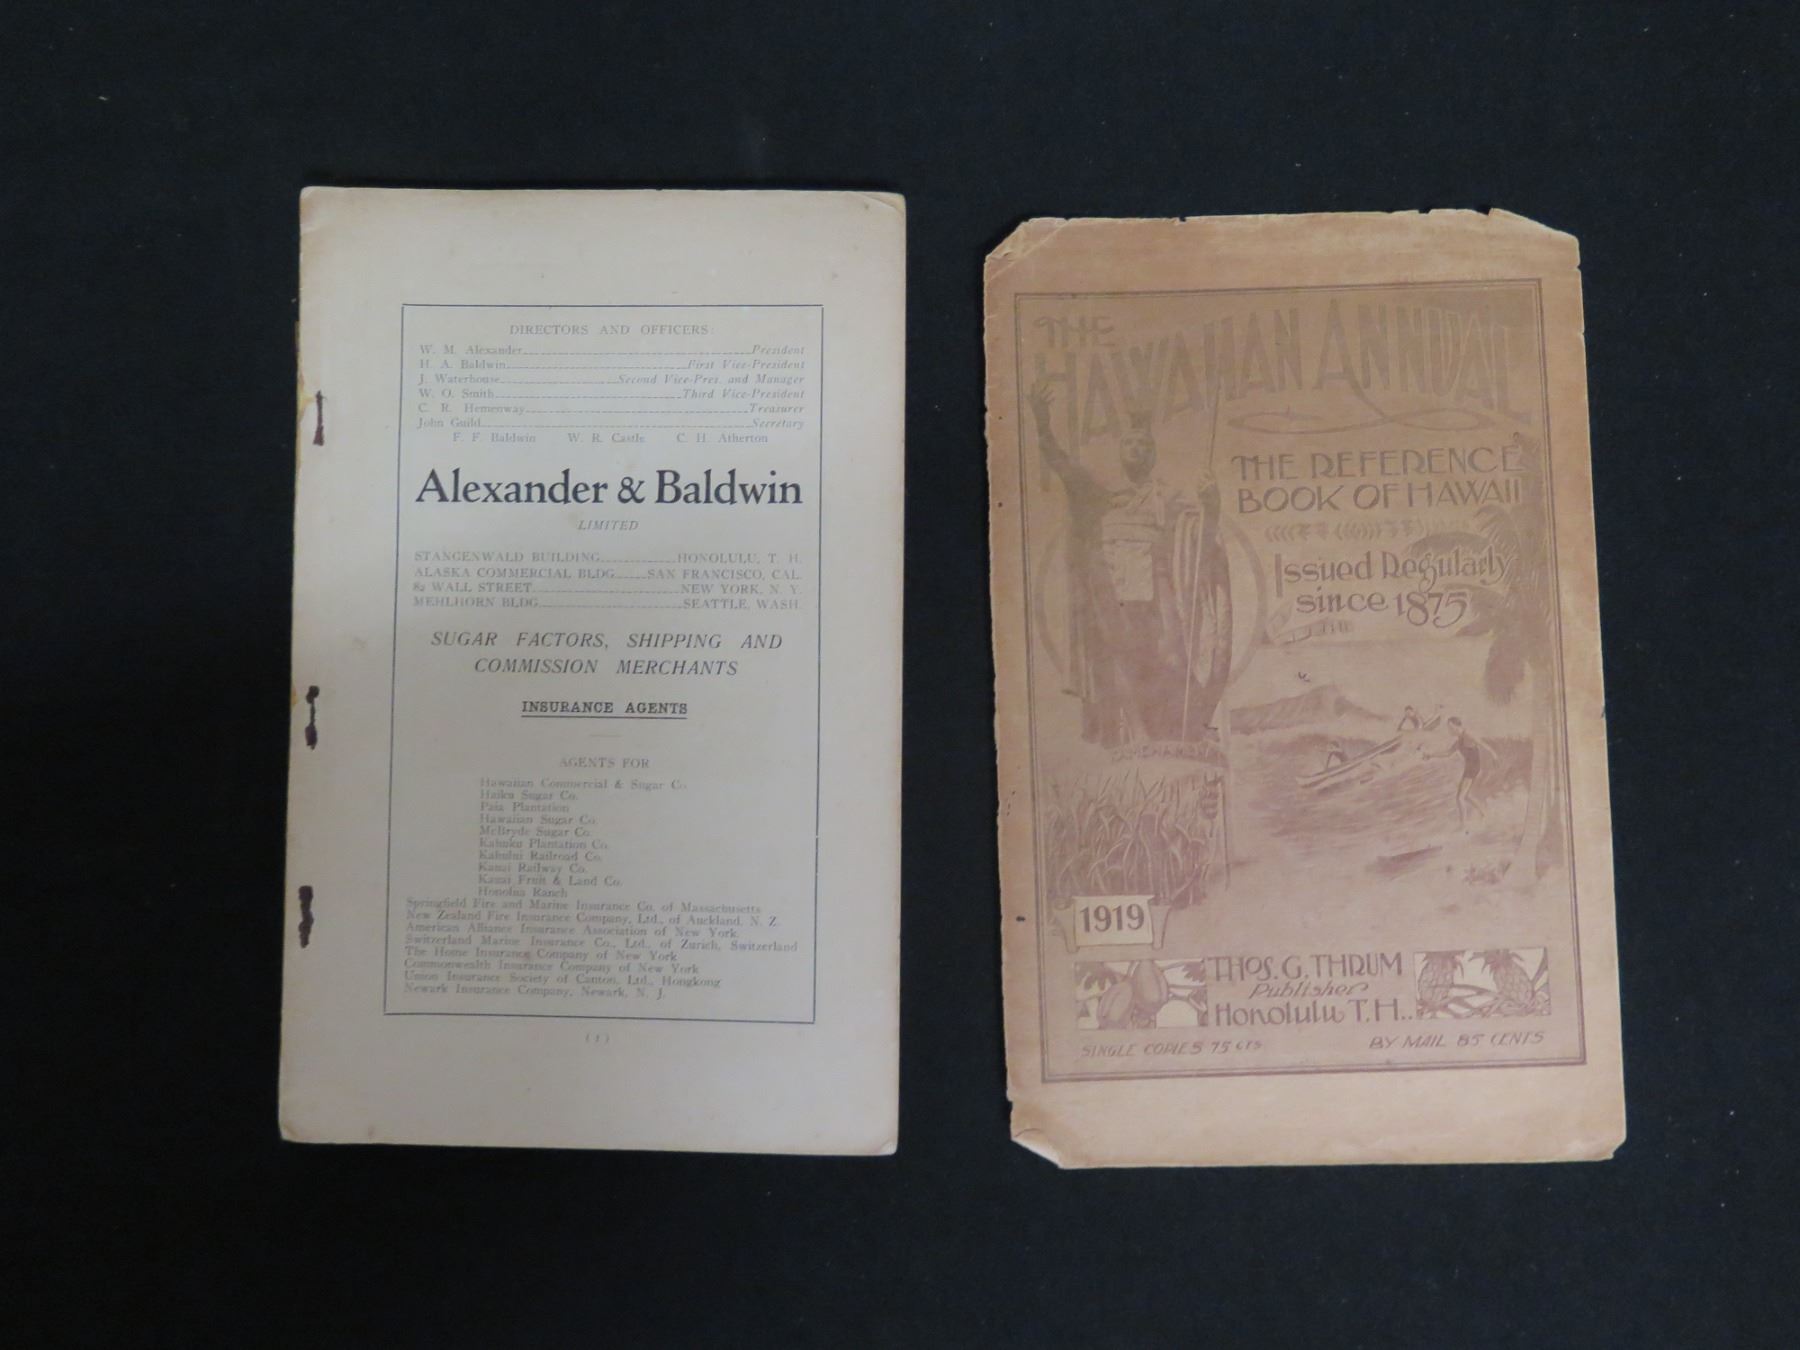 DIRECTORS AND OFFICERS:
W. M. Alexander President
H. A. Baldwin First Vice-President
J. Waterhouse Second Vice-Pres. and Manager
W. O. Smith Third Vice-President
C. R. Hemenway Treasurer
John Guild Secretary
F. F. Baldwin W. R. Castle C. H. Atherton
Alexander & Baldwin
LIMITED
STANGENWALD BUILDING HONOLULU, T. H.
ALASKA COMMERCIAL BLDG. SAN FRANCISCO, CAL.
82 WALL STREET NEW YORK, N. Y.
MEHLHORN BLDG. SEATTLE, WASH.
SUGAR FACTORS, SHIPPING AND
COMMISSION MERCHANTS
INSURANCE AGENTS
AGENTS FOR
Hawaiian Commercial & Sugar Co.
Haiku Sugar Co.
Paia Plantation
Hawaiian Sugar Co.
McBryde Sugar Co.
Kahuku Plantation Co.
Kahului Railroad Co.
Kauai Railway Co.
Kauai Fruit & Land Co.
Honolua Ranch
Springfield Fire and Marine Insurance Co. of Massachusetts
New Zealand Fire Insurance Company, Ltd., of Auckland, N. Z.
American Alliance Insurance Association of New York.
Switzerland Marine Insurance Co., Ltd., of Zurich, Switzerland
The Home Insurance Company of New York
Commonwealth Insurance Company of New York
Union Insurance Society of Canton, Ltd., Hongkong
Newark Insurance Company, Newark, N. J.
(1)
THE
HAWAIIAN ANNUAL
THE REFERENCE
BOOK OF HAWAII
Issued Regularly
since 1875
KAMEHAMEHA
1919
THOS. G. THRUM
Publisher
Honolulu T.H..
SINGLE COPIES 75 CTS
BY MAIL 85 CENTS